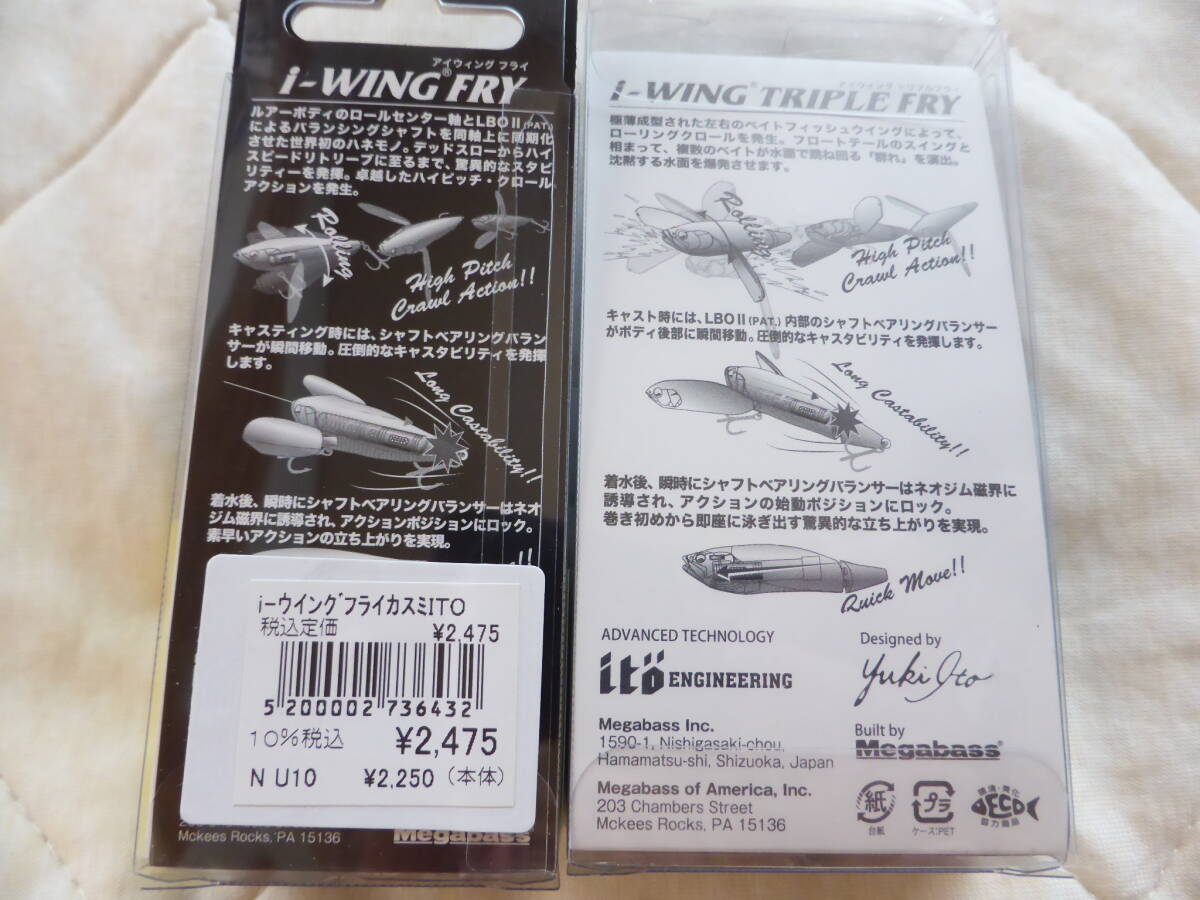 アイウィング フライ
i-WING® FRY
ルアーボディのロールセンター軸とLBOⅡ(PAT.)
によるバランシングシャフトを同軸上に同期化
させた世界初のハネモノ。デッドスローからハイ
スピードリトリーブに至るまで、驚異的なスタビ
リティーを発揮。卓越したハイピッチ・クロール
アクションを発生。
Rolling
High Pitch
Crawl Action!!
キャスティング時には、シャフトベアリングバラン
サーが瞬間移動。圧倒的なキャスタビリティを発揮
します。
Long Castability!!
着水後、瞬時にシャフトベアリングバランサーはネオ
ジム磁界に誘導され、アクションポジションにロック。
素早いアクションの立ち上がりを実現。
i-ウイングフライカスミITO
税込定価 ¥2,475
5 200002 736432
10%税込 ¥2,475
N U10 ¥2,250 (本体)
Mckees Rocks, PA 15136
Megabass
アイウィング トリプルフライ
i-WING® TRIPLE FRY
極薄成型された左右のベイトフィッシュウイングによって、
ローリングクロールを発生。フロートテールのスイングと
相まって、複数のベイトが水面で跳ね回る「群れ」を演出。
沈黙する水面を爆発させます。
Rolling
High Pitch
Crawl Action!!
キャスト時には、LBOⅡ(PAT.)内部のシャフトベアリングバランサー
がボディ後部に瞬間移動。圧倒的なキャスタビリティを発揮します。
Long Castability!!
着水後、瞬時にシャフトベアリングバランサーはネオジム磁界に
誘導され、アクションの始動ポジションにロック。
巻き初めから即座に泳ぎ出す驚異的な立ち上がりを実現。
Quick Move!!
ADVANCED TECHNOLOGY
itö ENGINEERING
Designed by
Yuki Ito
Megabass Inc.
1590-1, Nishigasaki-chou,
Hamamatsu-shi, Shizuoka, Japan
Built by
Megabass®
Megabass of America, Inc.
203 Chambers Street
Mckees Rocks, PA 15136
紙
台紙
プラ
ケース:PET
ECO